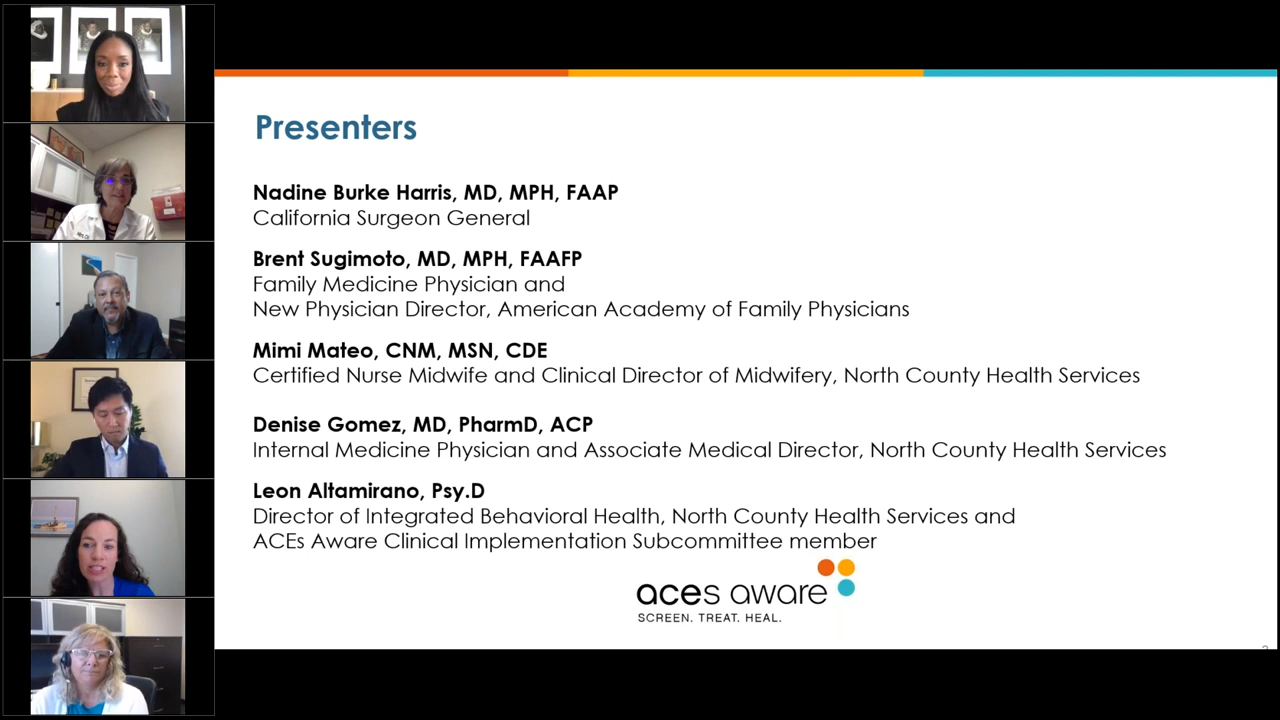 Presenters
Nadine Burke Harris, MD, MPH, FAAP
California Surgeon General
Brent Sugimoto, MD, MPH, FAAFP
Family Medicine Physician and
New Physician Director, American Academy of Family Physicians
Mimi Mateo, CNM, MSN, CDE
Certified Nurse Midwife and Clinical Director of Midwifery, North County Health Services
Denise Gomez, MD, PharmD, ACP
Internal Medicine Physician and Associate Medical Director, North County Health Services
Leon Altamirano, Psy.D
Director of Integrated Behavioral Health, North County Health Services and
ACEs Aware Clinical Implementation Subcommittee member
aces aware
SCREEN. TREAT. HEAL.